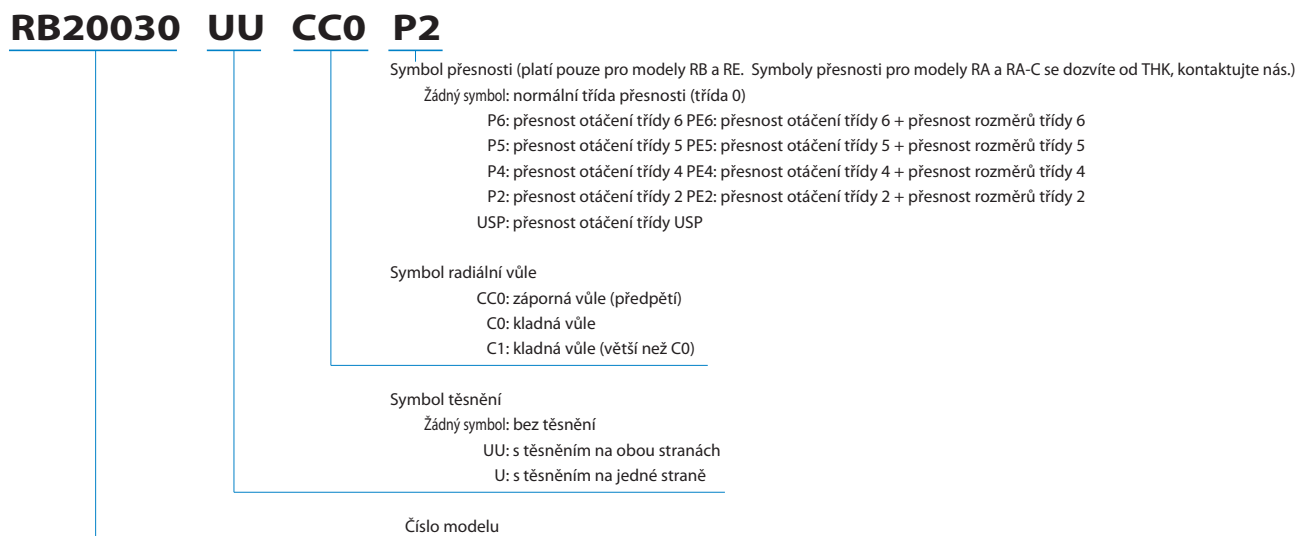 RB20030 UU CC0 P2
Symbol přesnosti (platí pouze pro modely RB a RE. Symboly přesnosti pro modely RA a RA-C se dozvíte od THK, kontaktujte nás.)
Žádný symbol: normální třída přesnosti (třída 0)
P6: přesnost otáčení třídy 6 PE6: přesnost otáčení třídy 6 + přesnost rozměrů třídy 6
P5: přesnost otáčení třídy 5 PE5: přesnost otáčení třídy 5 + přesnost rozměrů třídy 5
P4: přesnost otáčení třídy 4 PE4: přesnost otáčení třídy 4 + přesnost rozměrů třídy 4
P2: přesnost otáčení třídy 2 PE2: přesnost otáčení třídy 2 + přesnost rozměrů třídy 2
USP: přesnost otáčení třídy USP
Symbol radiální vůle
CC0: záporná vůle (předpětí)
C0: kladná vůle
C1: kladná vůle (větší než C0)
Symbol těsnění
Žádný symbol: bez těsnění
UU: s těsněním na obou stranách
U: s těsněním na jedné straně
Číslo modelu